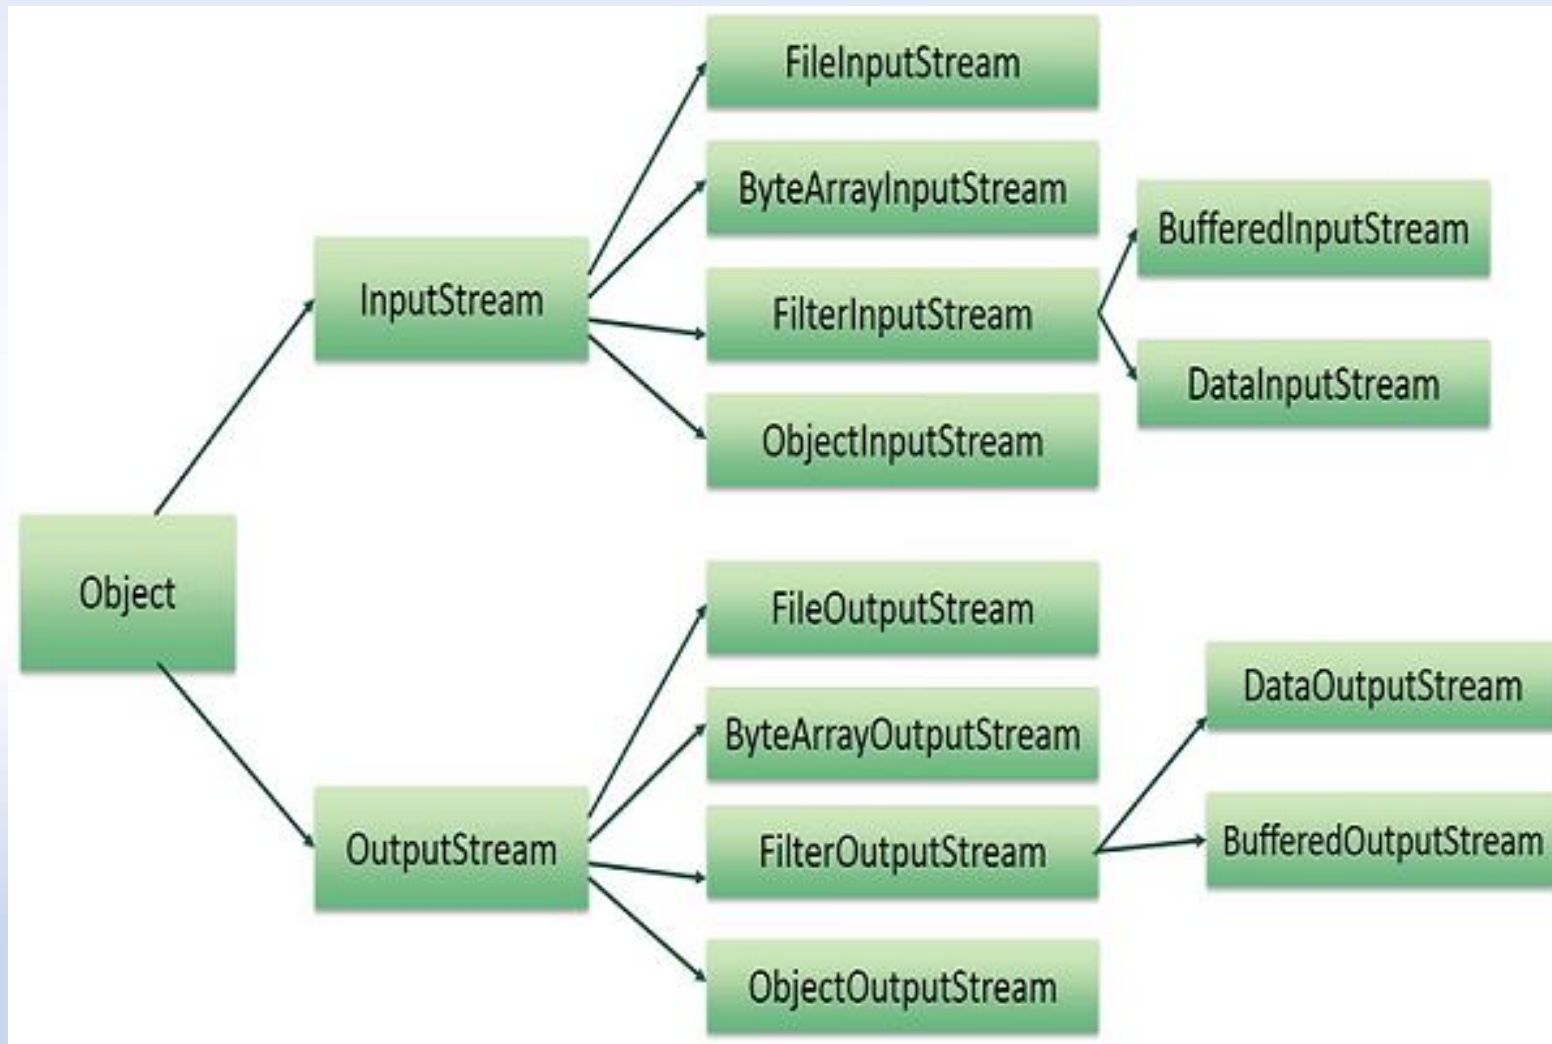 FileInputStream
ByteArrayInputStream
BufferedInputStream
InputStream
FilterInputStream
DataInputStream
ObjectInputStream
Object
FileOutputStream
DataOutputStream
ByteArrayOutputStream
OutputStream
FilterOutputStream
BufferedOutputStream
ObjectOutputStream